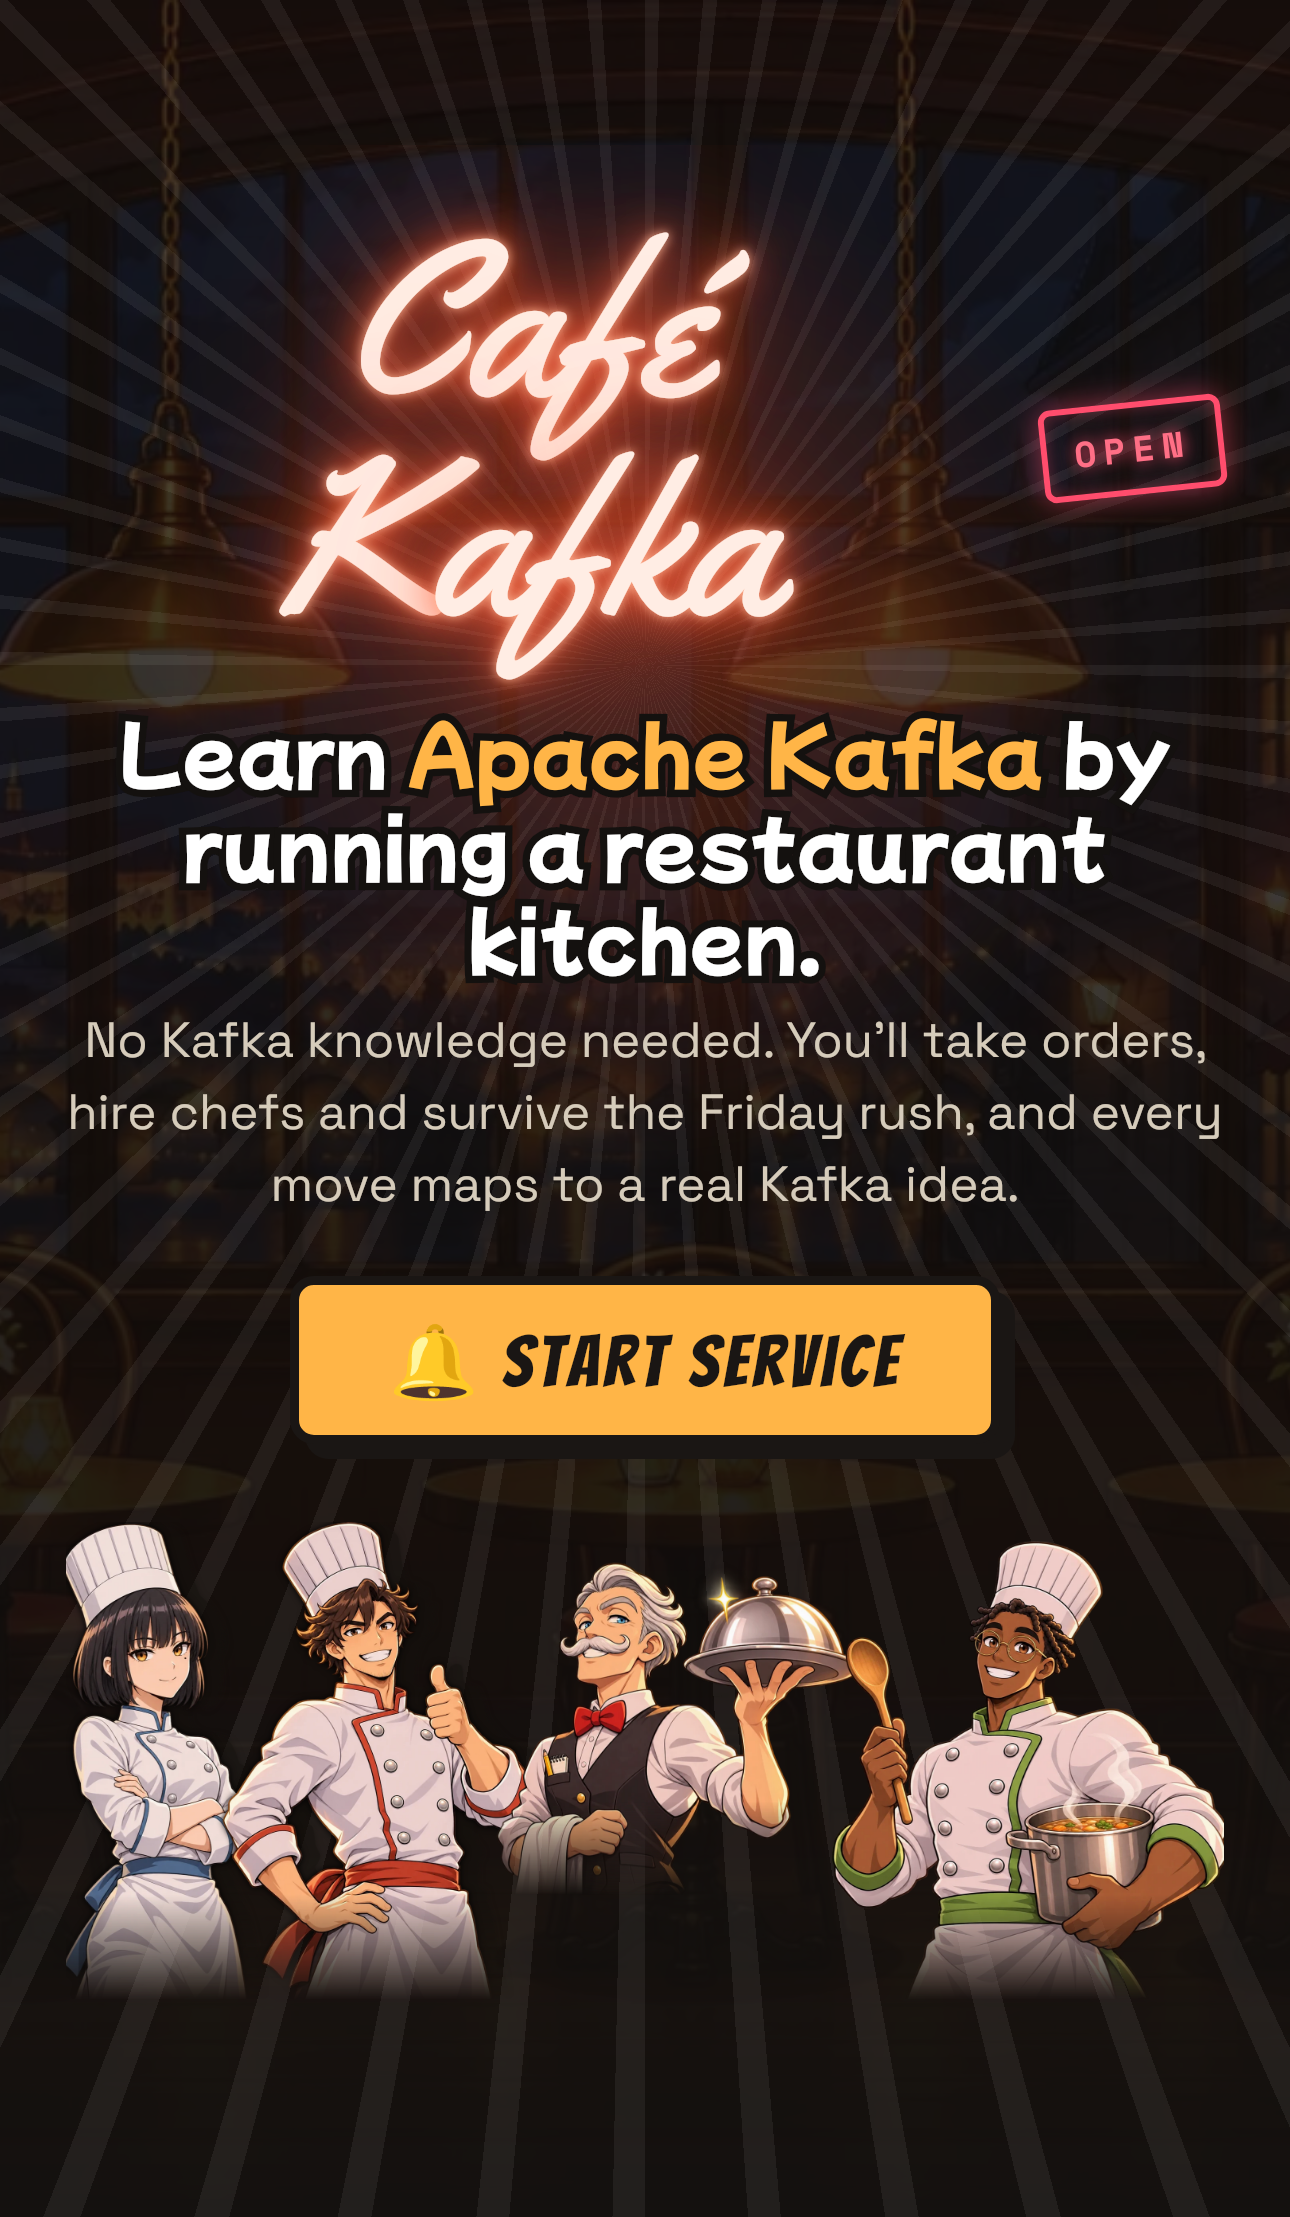 Café
Kafka
OPEN
Learn Apache Kafka by
running a restaurant
kitchen.
No Kafka knowledge needed. You’ll take orders,
hire chefs and survive the Friday rush, and every
move maps to a real Kafka idea.
START SERVICE